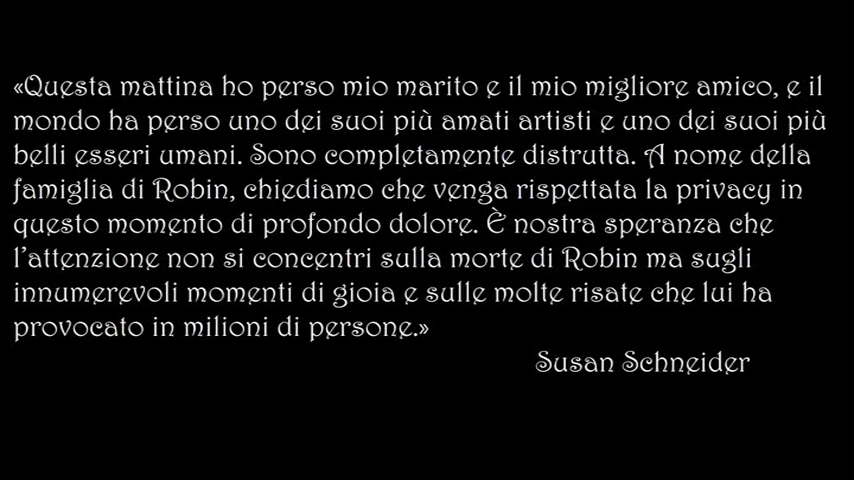 «Questa mattina ho perso mio marito e il mio migliore amico, e il
mondo ha perso uno dei suoi più amati artisti e uno dei suoi più
belli esseri umani. Sono completamente distrutta. A nome della
famiglia di Robin, chiediamo che venga rispettata la privacy in
questo momento di profondo dolore. È nostra speranza che
l'attenzione non si concentri sulla morte di Robin ma sugli
innumerevoli momenti di gioia e sulle molte risate che lui ha
provocato in milioni di persone.»
Susan Schneider